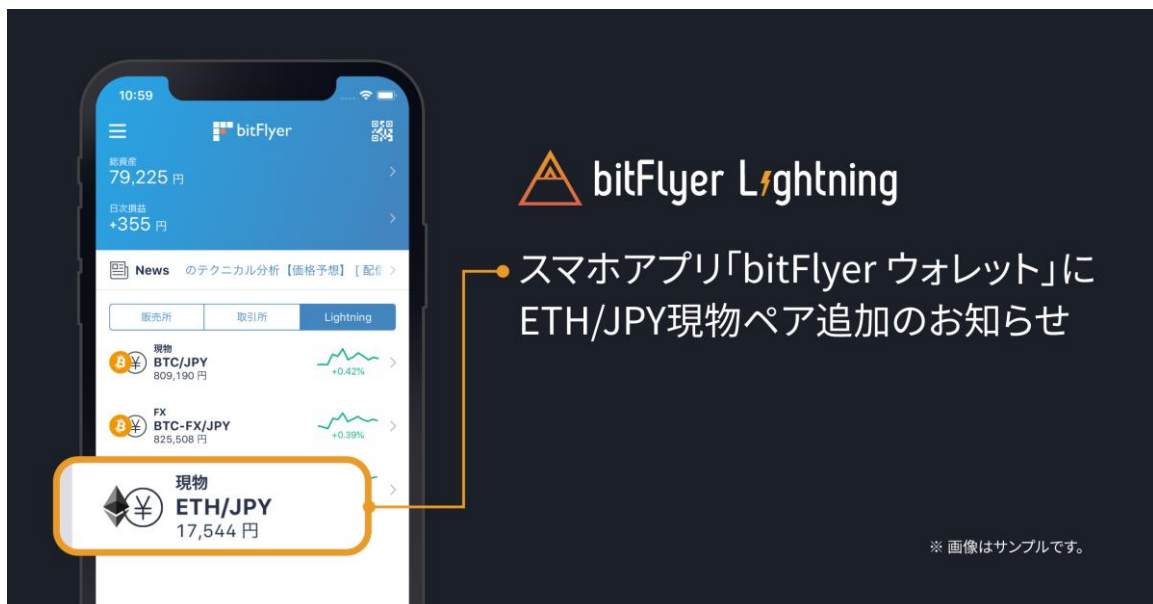 10:59
bitFlyer
総資産
79,225 円
日次損益
+355 円
News のテクニカル分析【価格予想】 [ 配信
販売所 取引所 Lightning
現物
BTC/JPY
809,190 円
+0.42%
FX
BTC-FX/JPY
825,508 円
+0.39%
現物
ETH/JPY
17,544 円
bitFlyer Lightning
スマホアプリ「bitFlyer ウォレット」に
ETH/JPY現物ペア追加のお知らせ
※ 画像はサンプルです。